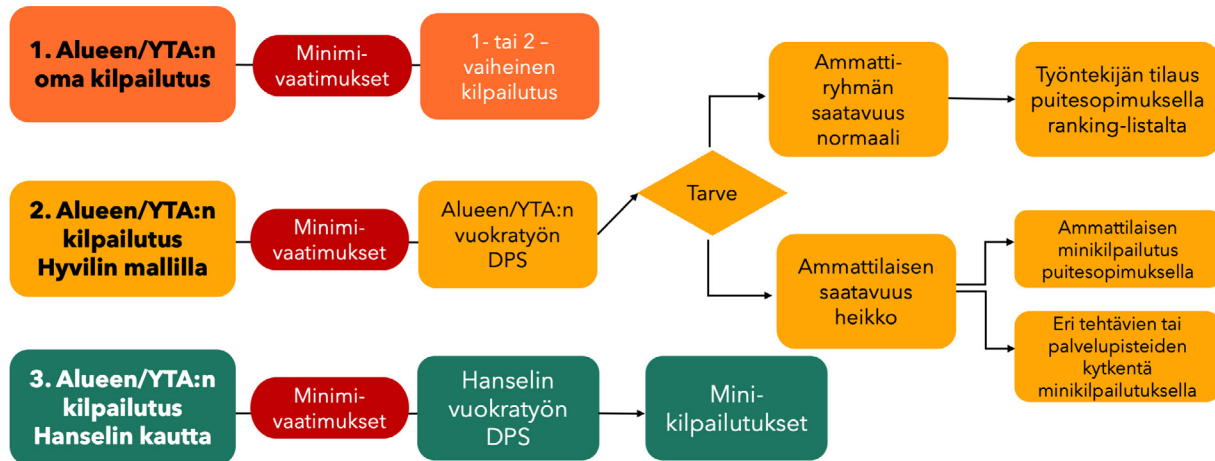 1. Alueen/YTA:n
oma kilpailutus
Minimi-
vaatimukset
1- tai 2 –
vaiheinen
kilpailutus
Ammatti-
ryhmän
saatavuus
normaali
Työntekijän tilaus
puitesopimuksella
ranking-listalta
2. Alueen/YTA:n
kilpailutus
Hyvilin mallilla
Minimi-
vaatimukset
Alueen/YTA:n
vuokratyön
DPS
Tarve
Ammattilaisen
saatavuus
heikko
Ammattilaisen
minikilpailutus
puitesopimuksella
Eri tehtävien tai
palvelupisteiden
kytkentä
minikilpailutuksella
3. Alueen/YTA:n
kilpailutus
Hanselin kautta
Minimi-
vaatimukset
Hanselin
vuokratyön
DPS
Mini-
kilpailutukset